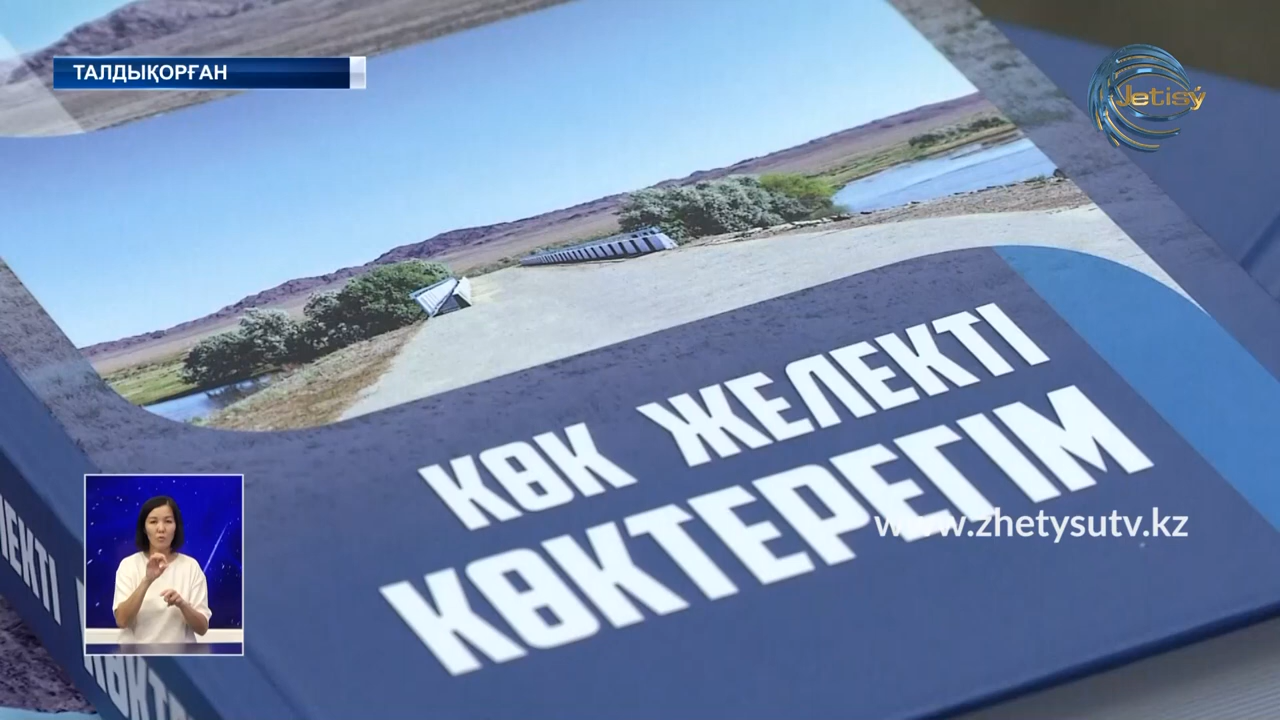 ТАЛДЫҚОРҒАН
Jetisý
КӨК ЖЕЛЕКТІ
КӨКТЕРЕГІМ
www.zhetysutv.kz